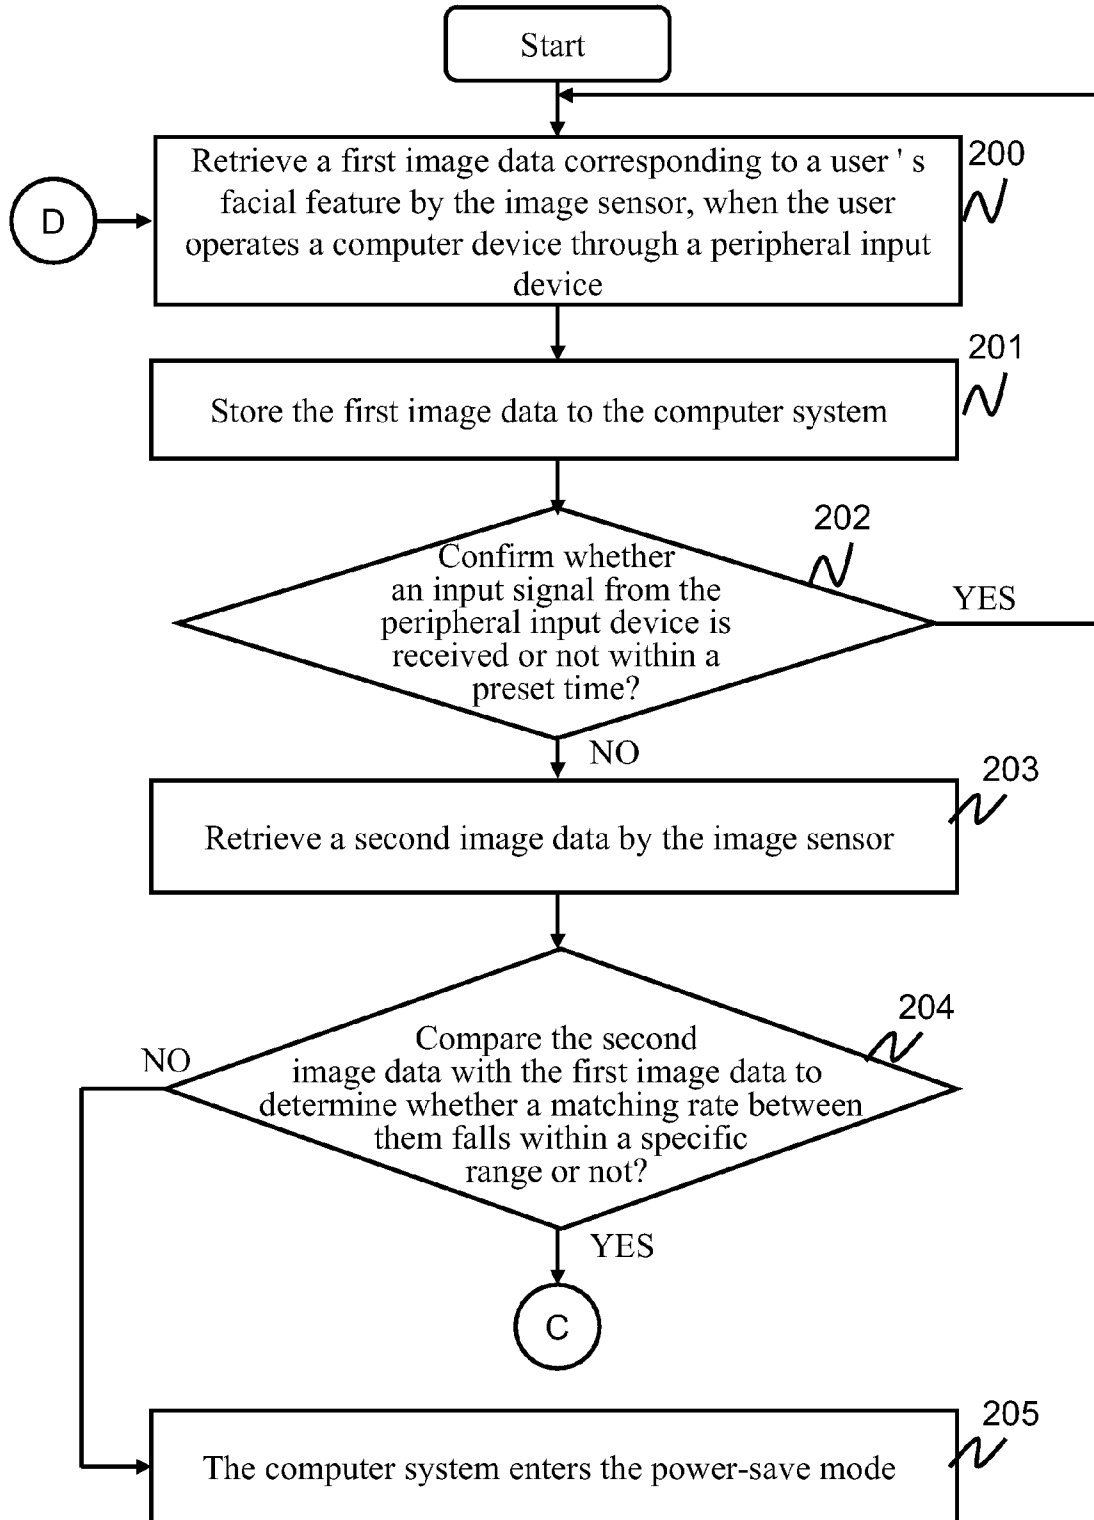 Start
200
Retrieve a first image data corresponding to a user ' s
facial feature by the image sensor, when the user
operates a computer device through a peripheral input
device
D
201
Store the first image data to the computer system
202
Confirm whether
an input signal from the
peripheral input device is
received or not within a
preset time?
YES
NO
203
Retrieve a second image data by the image sensor
204
Compare the second
image data with the first image data to
determine whether a matching rate between
them falls within a specific
range or not?
NO
YES
C
205
The computer system enters the power-save mode